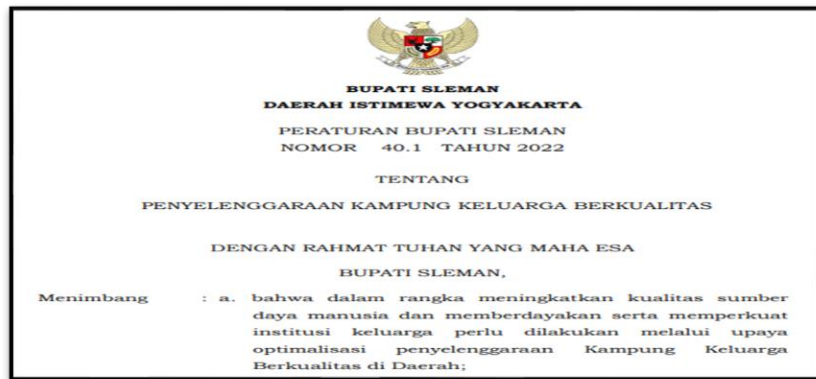 BUPATI SLEMAN
DAERAH ISTIMEWA YOGYAKARTA
PERATURAN BUPATI SLEMAN
NOMOR 40.1 TAHUN 2022
TENTANG
PENYELENGGARAAN KAMPUNG KELUARGA BERKUALITAS
DENGAN RAHMAT TUHAN YANG MAHA ESA
BUPATI SLEMAN,
Menimbang : a. bahwa dalam rangka meningkatkan kualitas sumber
daya manusia dan memberdayakan serta memperkuat
institusi keluarga perlu dilakukan melalui upaya
optimalisasi penyelenggaraan Kampung Keluarga
Berkualitas di Daerah;